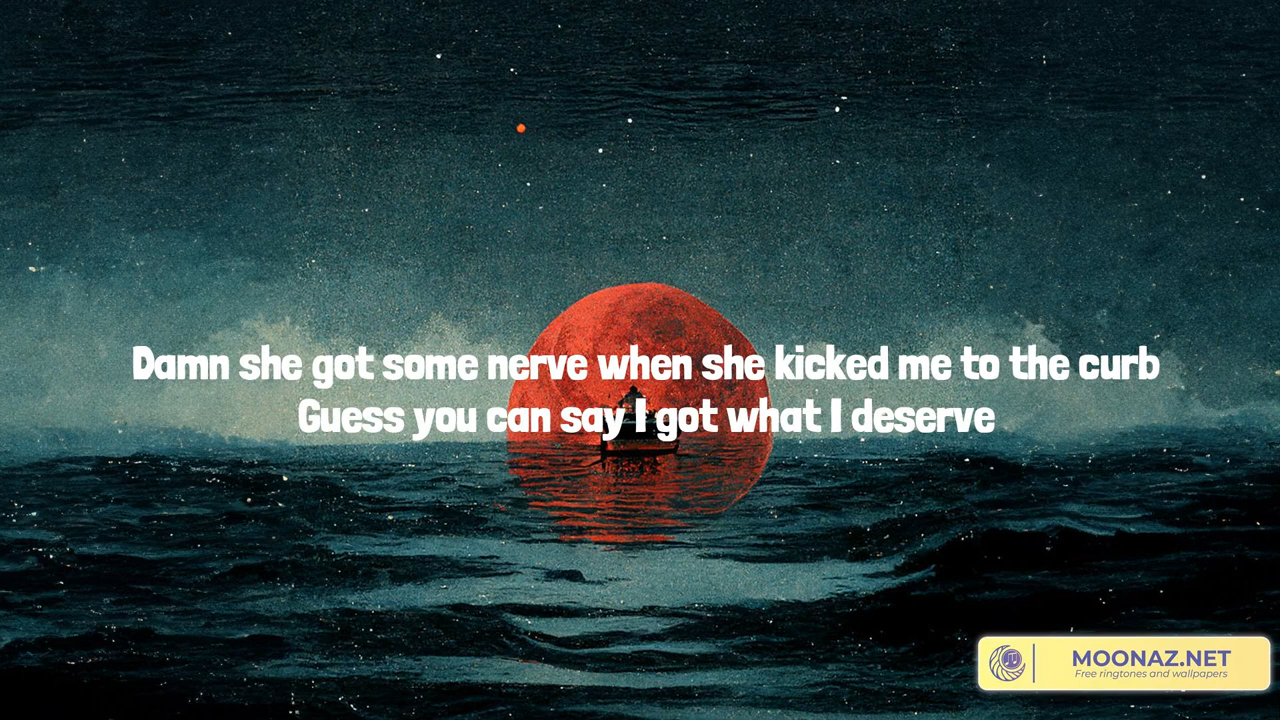 Damn she got some nerve when she kicked me to the curb
Guess you can say I got what I deserve
MOONAZ.NET
Free ringtones and wallpapers